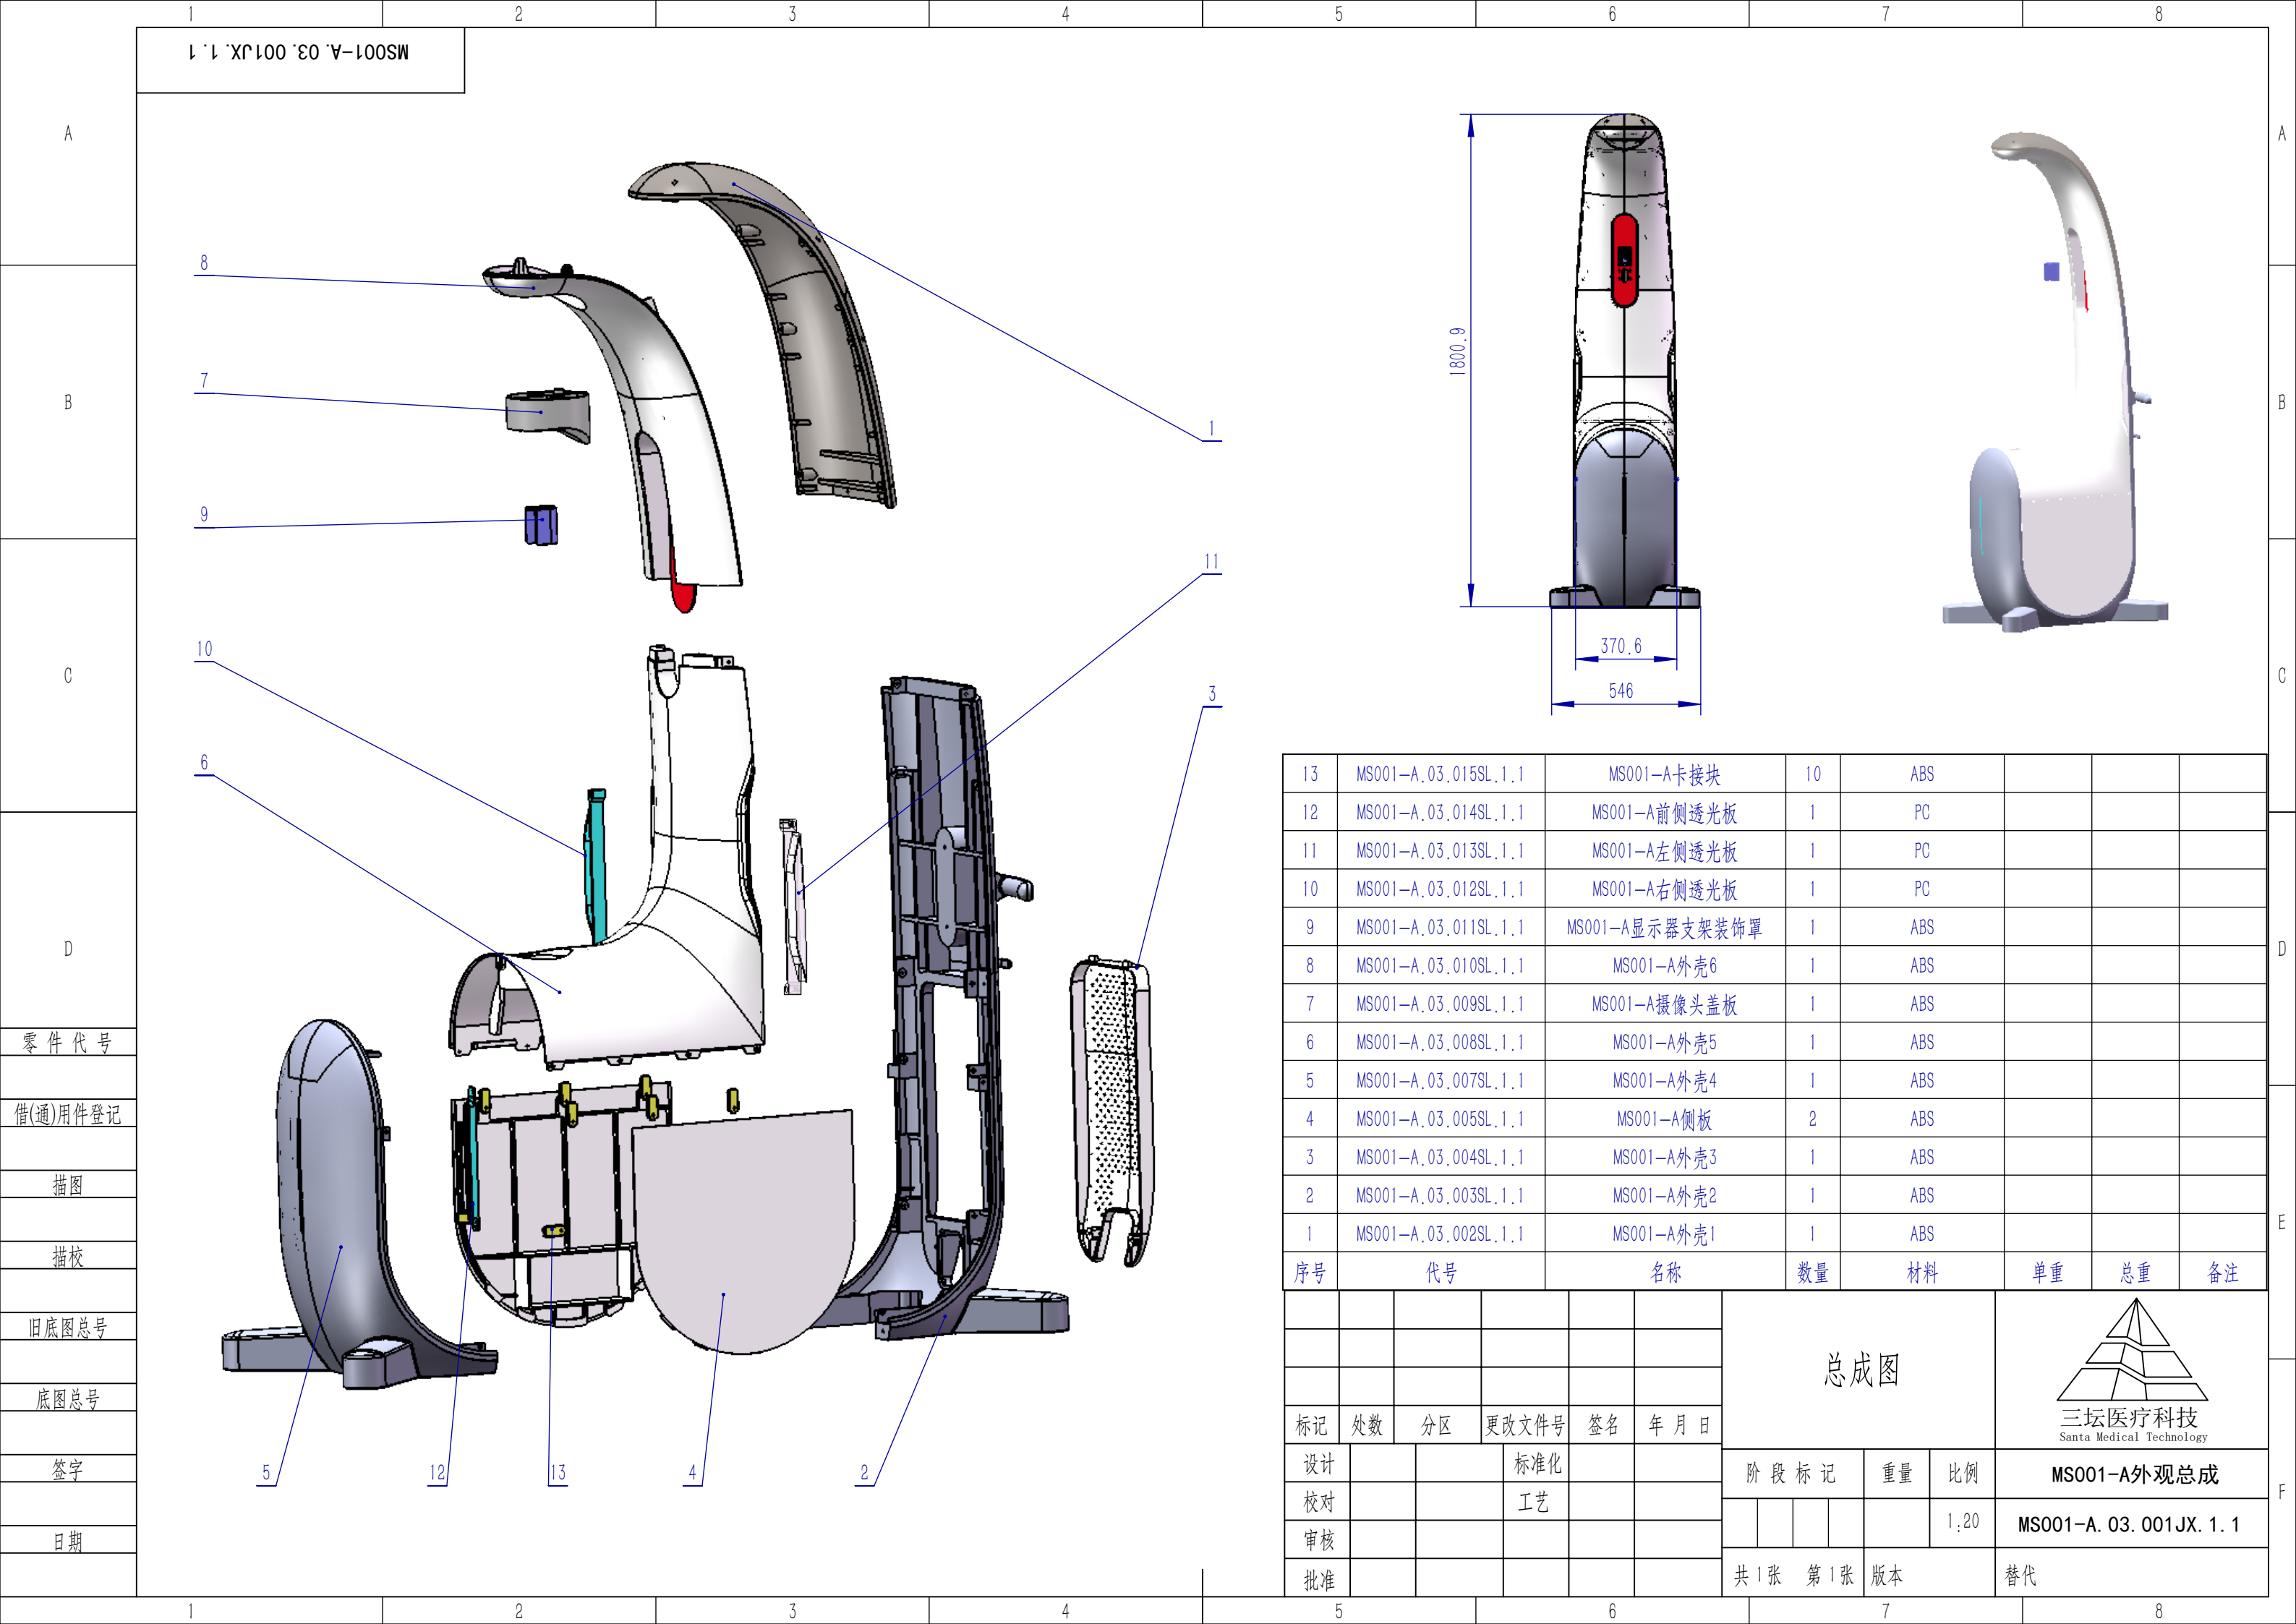 1 2 3 4 5 6 7 8
MS001-A.03.001JX.1.1
A
B
C
D
零件代号
借(通)用件登记
描图
描校
旧底图总号
底图总号
签字
日期
8
7
9
10
6
1
11
3
5
12
13
4
2
1800.9
370.6
546
A
B
C
D
E
F
13 MS001-A.03.015SL.1.1 MS001-A卡接块 10 ABS
12 MS001-A.03.014SL.1.1 MS001-A前侧透光板 1 PC
11 MS001-A.03.013SL.1.1 MS001-A左侧透光板 1 PC
10 MS001-A.03.012SL.1.1 MS001-A右侧透光板 1 PC
9 MS001-A.03.011SL.1.1 MS001-A显示器支架装饰罩 1 ABS
8 MS001-A.03.010SL.1.1 MS001-A外壳6 1 ABS
7 MS001-A.03.009SL.1.1 MS001-A摄像头盖板 1 ABS
6 MS001-A.03.008SL.1.1 MS001-A外壳5 1 ABS
5 MS001-A.03.007SL.1.1 MS001-A外壳4 1 ABS
4 MS001-A.03.005SL.1.1 MS001-A侧板 2 ABS
3 MS001-A.03.004SL.1.1 MS001-A外壳3 1 ABS
2 MS001-A.03.003SL.1.1 MS001-A外壳2 1 ABS
1 MS001-A.03.002SL.1.1 MS001-A外壳1 1 ABS
序号 代号 名称 数量 材料 单重 总重 备注
总成图
三坛医疗科技
Santa Medical Technology
标记 处数 分区 更改文件号 签名 年 月 日
设计 标准化
校对 工艺
审核
批准
阶段标记 重量 比例
1:20
共1张 第1张 版本
MS001-A外观总成
MS001-A.03.001JX.1.1
替代
1 2 3 4 5 6 7 8